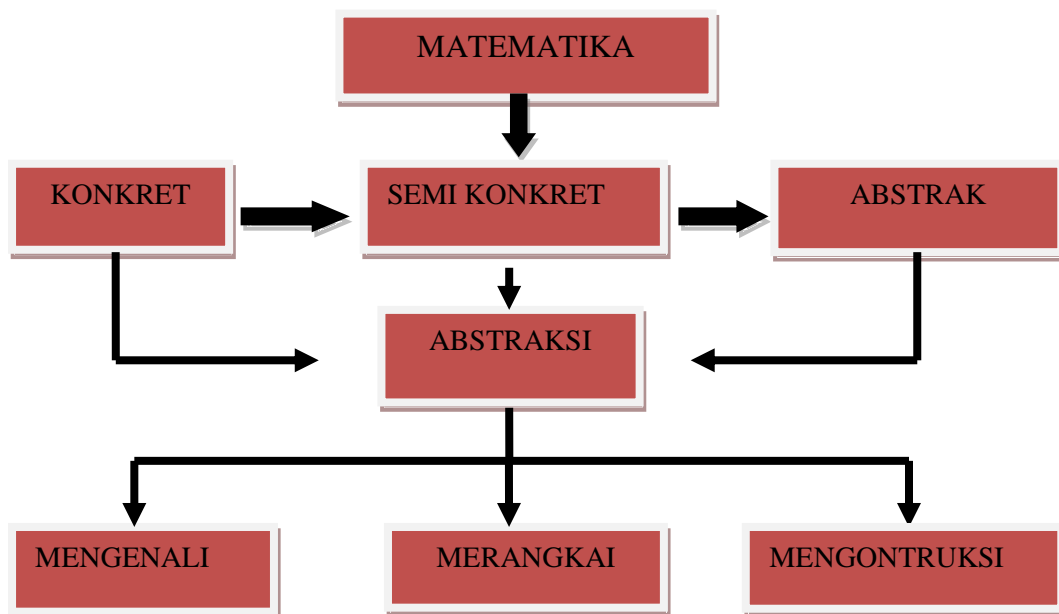 MATEMATIKA
KONKRET
SEMI KONKRET
ABSTRAK
ABSTRAKSI
MENGENALI
MERANGKAI
MENGONTRUKSI